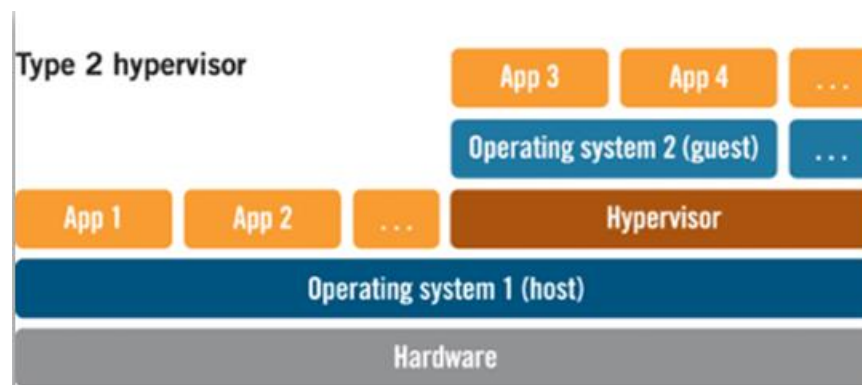 Type 2 hypervisor
App 3
App 4
...
Operating system 2 (guest)
...
App 1
App 2
...
Hypervisor
Operating system 1 (host)
Hardware